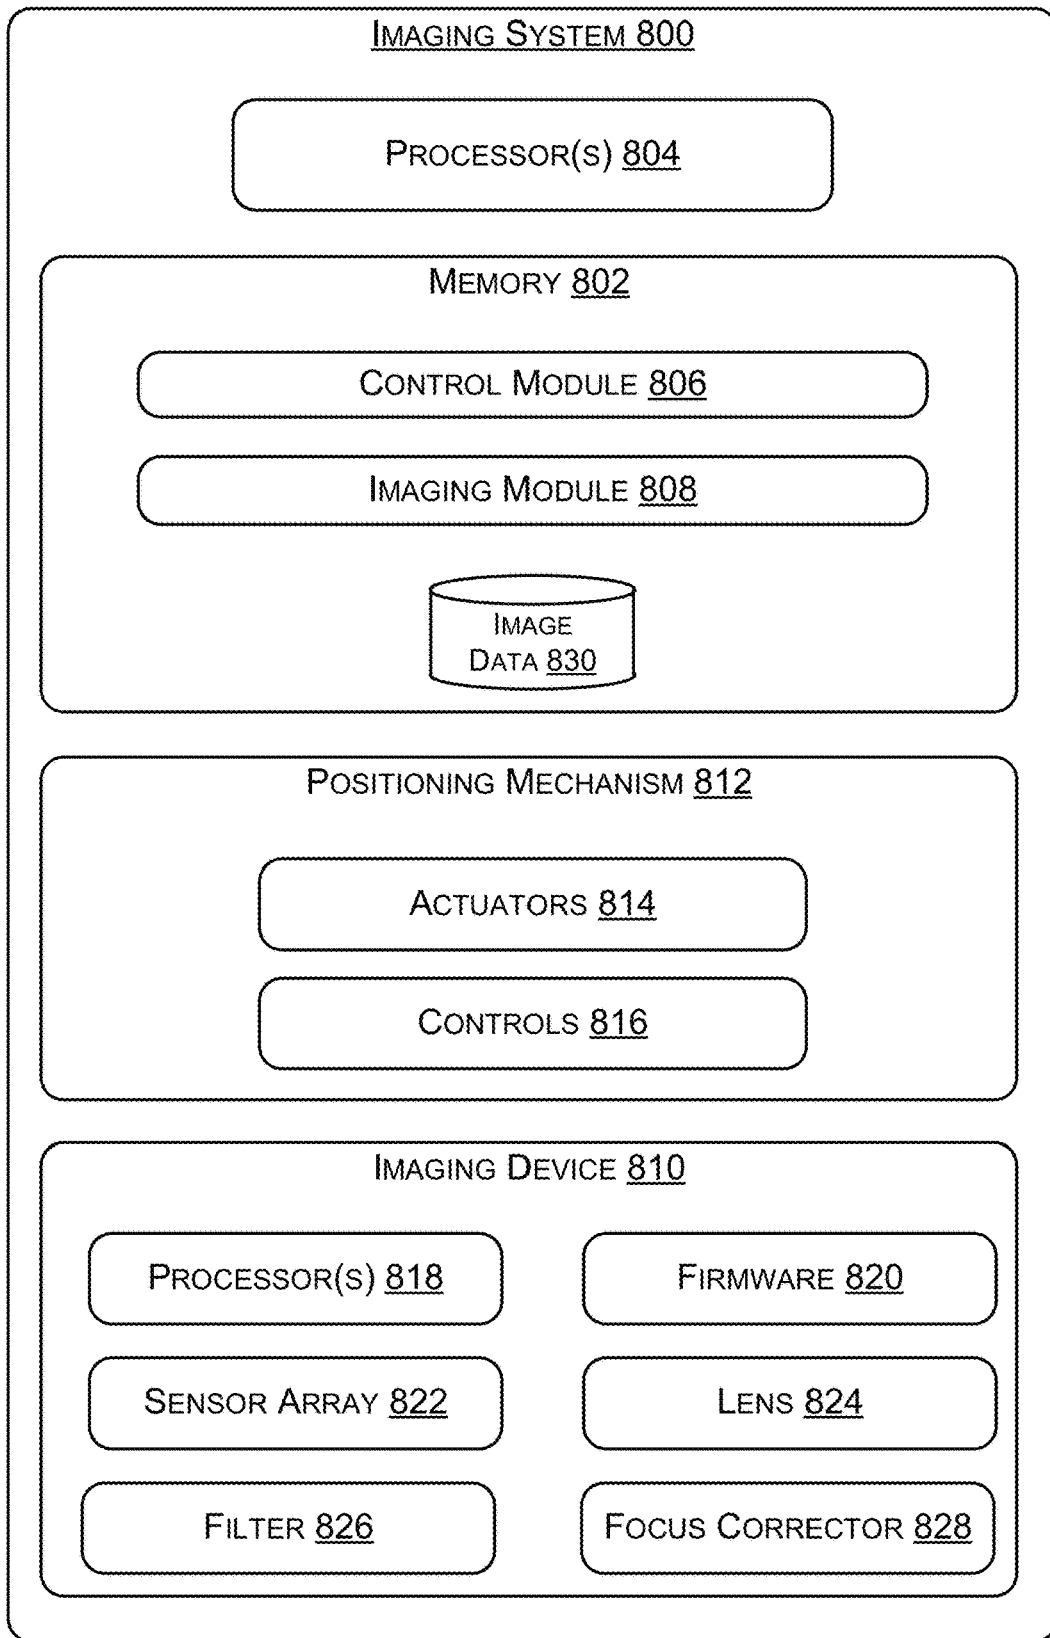 IMAGING SYSTEM 800
PROCESSOR(S) 804
MEMORY 802
CONTROL MODULE 806
IMAGING MODULE 808
IMAGE
DATA 830
POSITIONING MECHANISM 812
ACTUATORS 814
CONTROLS 816
IMAGING DEVICE 810
PROCESSOR(S) 818
FIRMWARE 820
SENSOR ARRAY 822
LENS 824
FILTER 826
FOCUS CORRECTOR 828